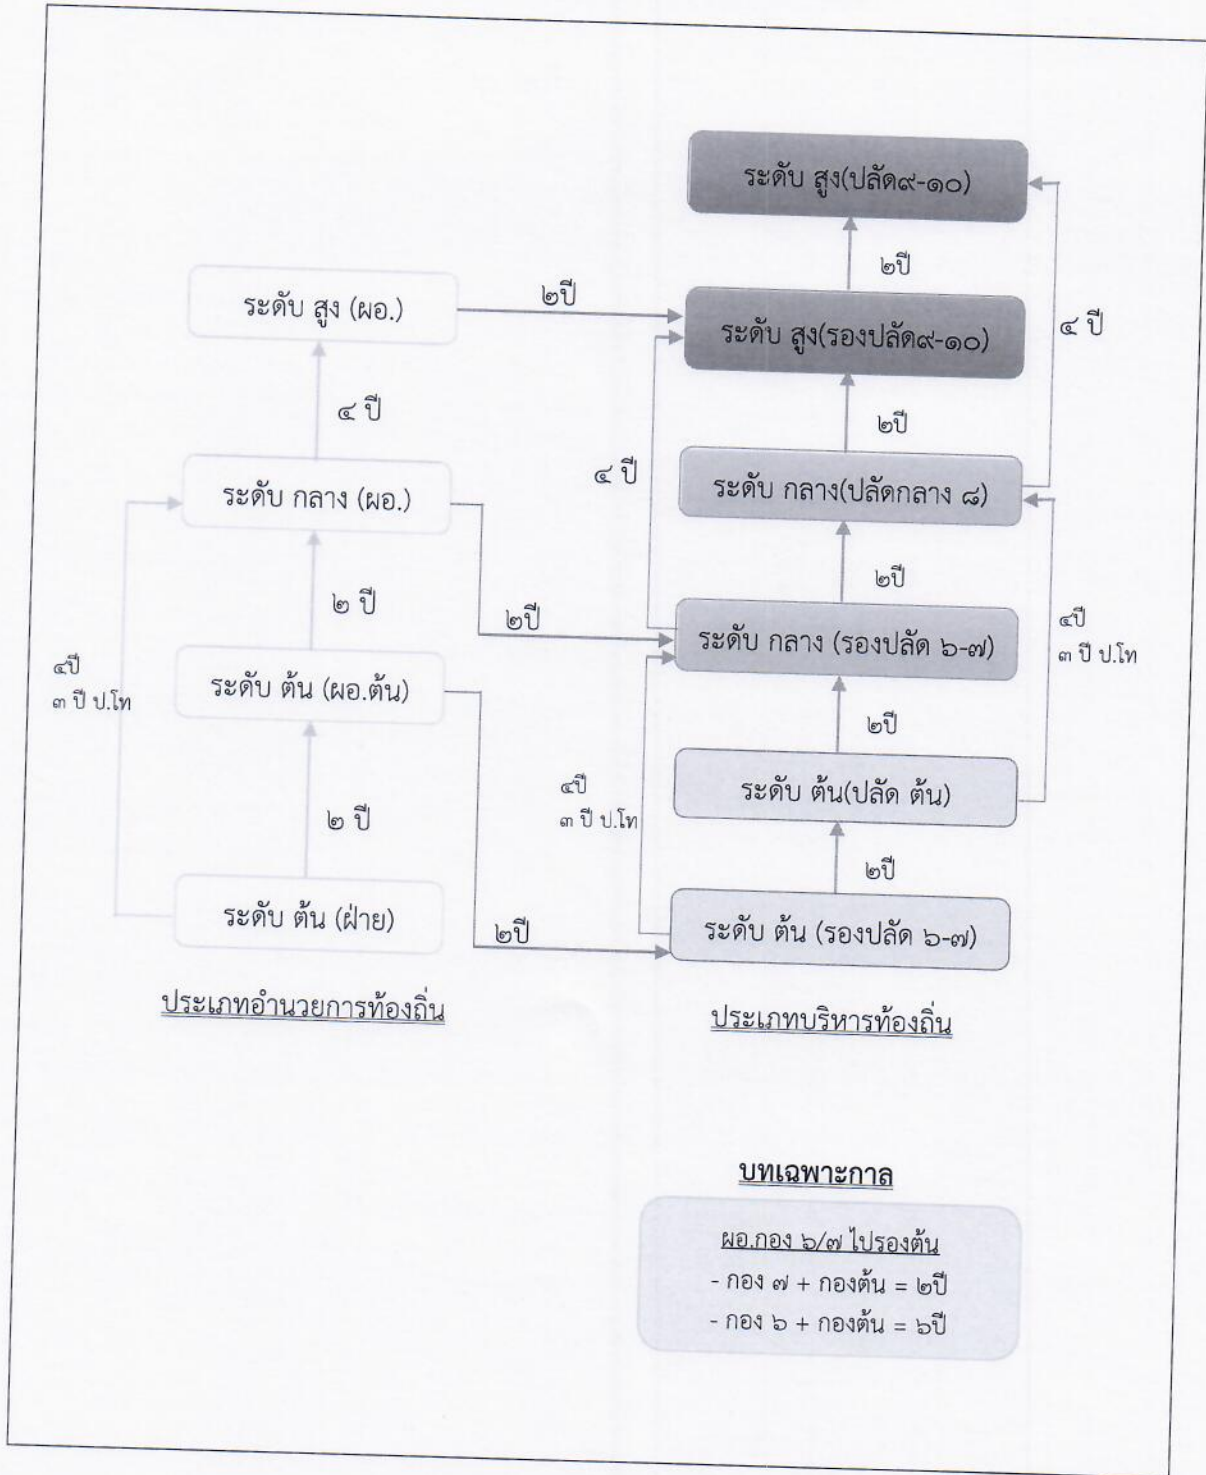 ระดับ สูง(ปลัด๙-๑๐)
๒ปี
๔ ปี
ระดับ สูง (ผอ.)
๒ปี
ระดับ สูง(รองปลัด๙-๑๐)
๔ ปี
๒ปี
๔ ปี
ระดับ กลาง (ผอ.)
ระดับ กลาง(ปลัดกลาง ๘)
๒ ปี
๒ปี
๒ปี
ระดับ กลาง (รองปลัด ๖-๗)
๔ปี
๓ ปี ป.โท
๔ปี
๓ ปี ป.โท
ระดับ ต้น (ผอ.ต้น)
๒ปี
๒ ปี
๔ปี
๓ ปี ป.โท
ระดับ ต้น(ปลัด ต้น)
๒ปี
ระดับ ต้น (ฝ่าย)
๒ปี
ระดับ ต้น (รองปลัด ๖-๗)
ประเภทอำนวยการท้องถิ่น
ประเภทบริหารท้องถิ่น
บทเฉพาะกาล
ผอ.กอง ๖/๗ ไปรองต้น
- กอง ๗ + กองต้น = ๒ปี
- กอง ๖ + กองต้น = ๖ปี